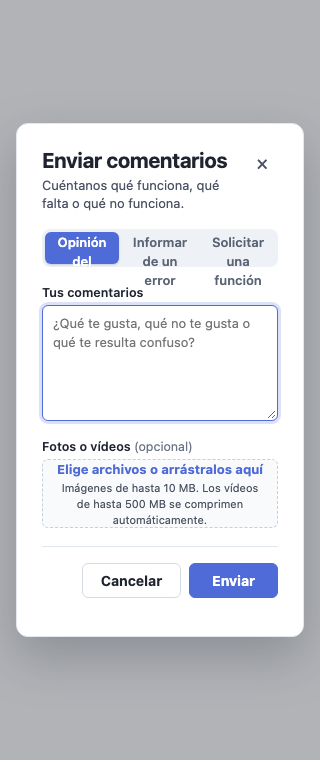 Enviar comentarios
Cuéntanos qué funciona, qué
falta o qué no funciona.
Opinión Informar Solicitar
del de un una
error función
Tus comentarios
¿Qué te gusta, qué no te gusta o
qué te resulta confuso?
Fotos o vídeos (opcional)
Elige archivos o arrástralos aquí
Imágenes de hasta 10 MB. Los vídeos
de hasta 500 MB se comprimen
automáticamente.
Cancelar Enviar